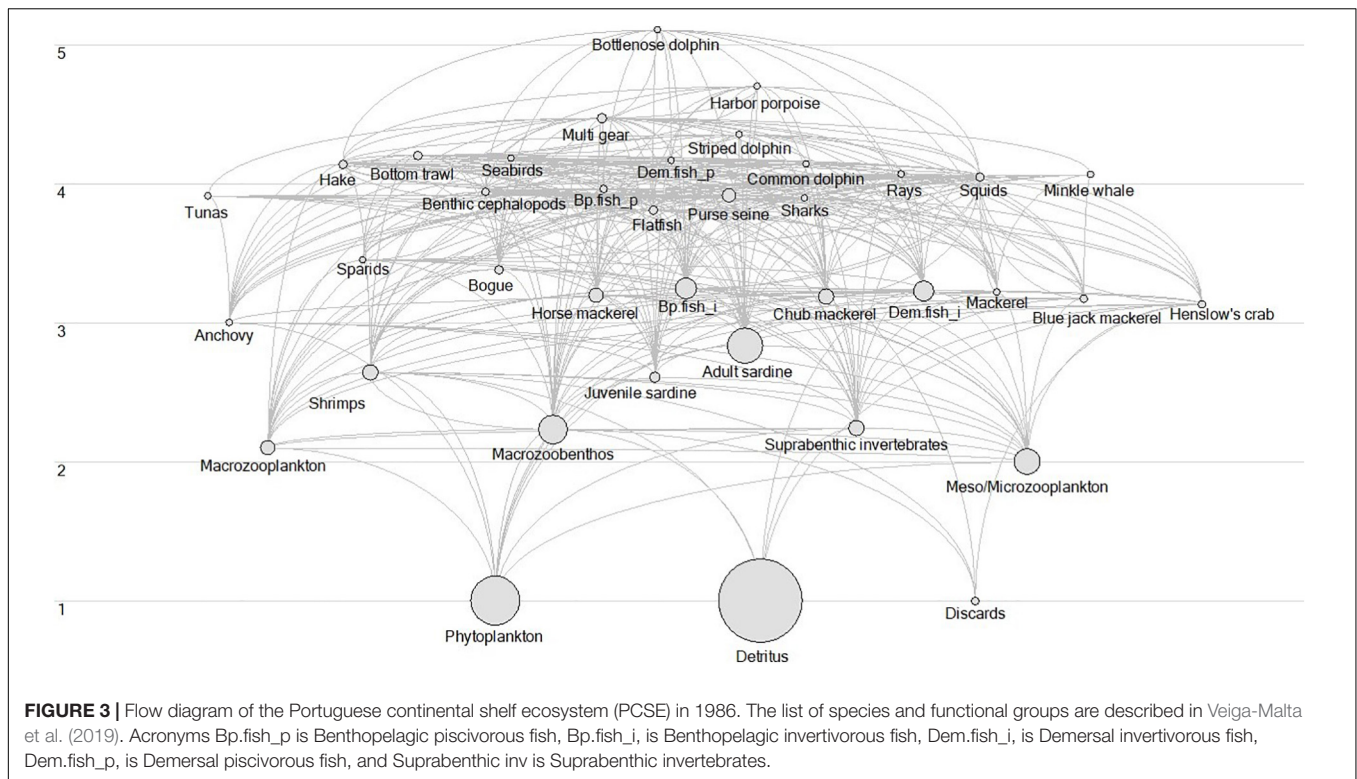 5
Bottlenose dolphin
Harbor porpoise
Multi gear
Striped dolphin
Hake
Bottom trawl
Seabirds
Dem.fish_p
Common dolphin
Rays
Squids
Minkle whale
4
Tunas
Benthic cephalopods
Bp.fish_p
Purse seine
Sharks
Flatfish
Sparids
Bogue
Horse mackerel
Bp.fish_i
Chub mackerel
Dem.fish_i
Mackerel
Blue jack mackerel
Henslow's crab
3
Anchovy
Adult sardine
Juvenile sardine
Shrimps
Macrozooplankton
Macrozoobenthos
Suprabenthic invertebrates
2
Meso/Microzooplankton
1
Phytoplankton
Detritus
Discards
FIGURE 3 | Flow diagram of the Portuguese continental shelf ecosystem (PCSE) in 1986. The list of species and functional groups are described in Veiga-Malta
et al. (2019). Acronyms Bp.fish_p is Benthopelagic piscivorous fish, Bp.fish_i, is Benthopelagic invertivorous fish, Dem.fish_i, is Demersal invertivorous fish,
Dem.fish_p, is Demersal piscivorous fish, and Suprabenthic inv is Suprabenthic invertebrates.